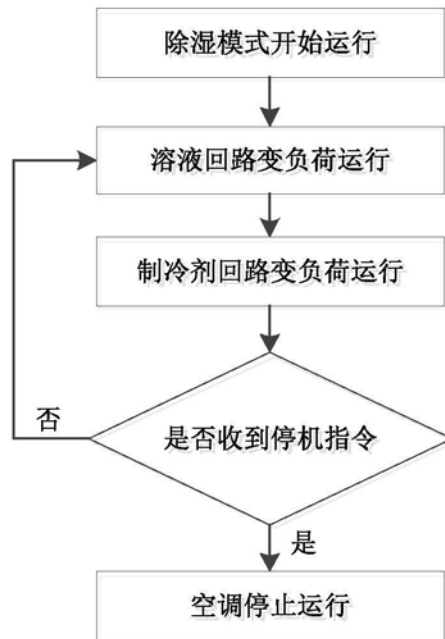 除湿模式开始运行
溶液回路变负荷运行
制冷剂回路变负荷运行
是否收到停机指令
否
是
空调停止运行